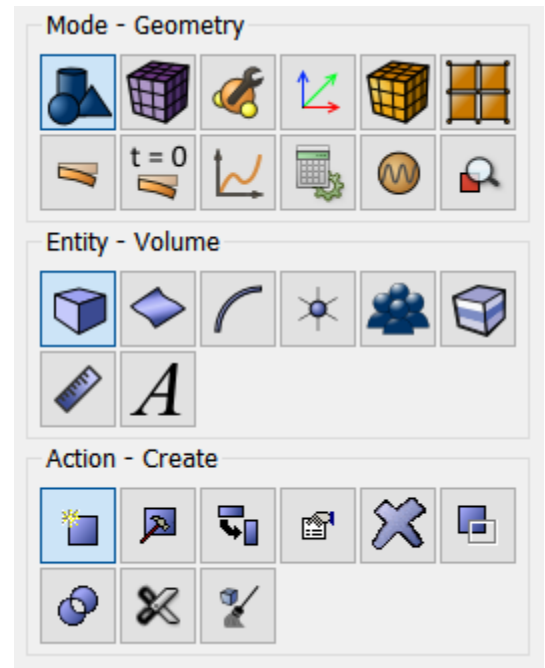 Mode - Geometry
t = 0
Entity - Volume
A
Action - Create